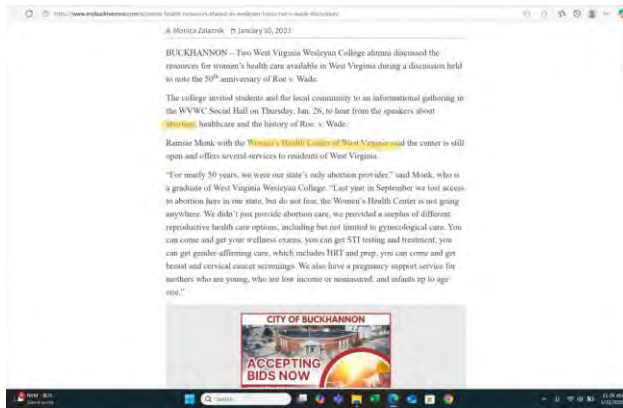 Monica Zalaznik January 30, 2023
BUCKHANNON – Two West Virginia Wesleyan College alumni discussed the
resources for women's health care available in West Virginia during a discussion held
to note the 50th anniversary of Roe v. Wade.
The college invited students and the local community to an informational gathering in
the WVWC Social Hall on Thursday, Jan. 26, to hear from the speakers about
abortion, healthcare and the history of Roe. v. Wade.
Ramsie Monk with the Women's Health Center of West Virginia said the center is still
open and offers several services to residents of West Virginia.
"For nearly 50 years, we were our state's only abortion provider," said Monk, who is
a graduate of West Virginia Wesleyan College. "Last year in September we lost access
to abortion here in our state, but do not fear, the Women's Health Center is not going
anywhere. We didn't just provide abortion care, we provided a surplus of different
reproductive health care options, including but not limited to gynecological care. You
can come and get your wellness exams, you can get STI testing and treatment, you
can get gender-affirming care, which includes HRT and prep, you can come and get
breast and cervical cancer screenings. We also have a pregnancy support service for
mothers who are young, who are low income or noninsured, and infants up to age
one."
CITY OF BUCKHANNON
ACCEPTING
BIDS NOW
Search